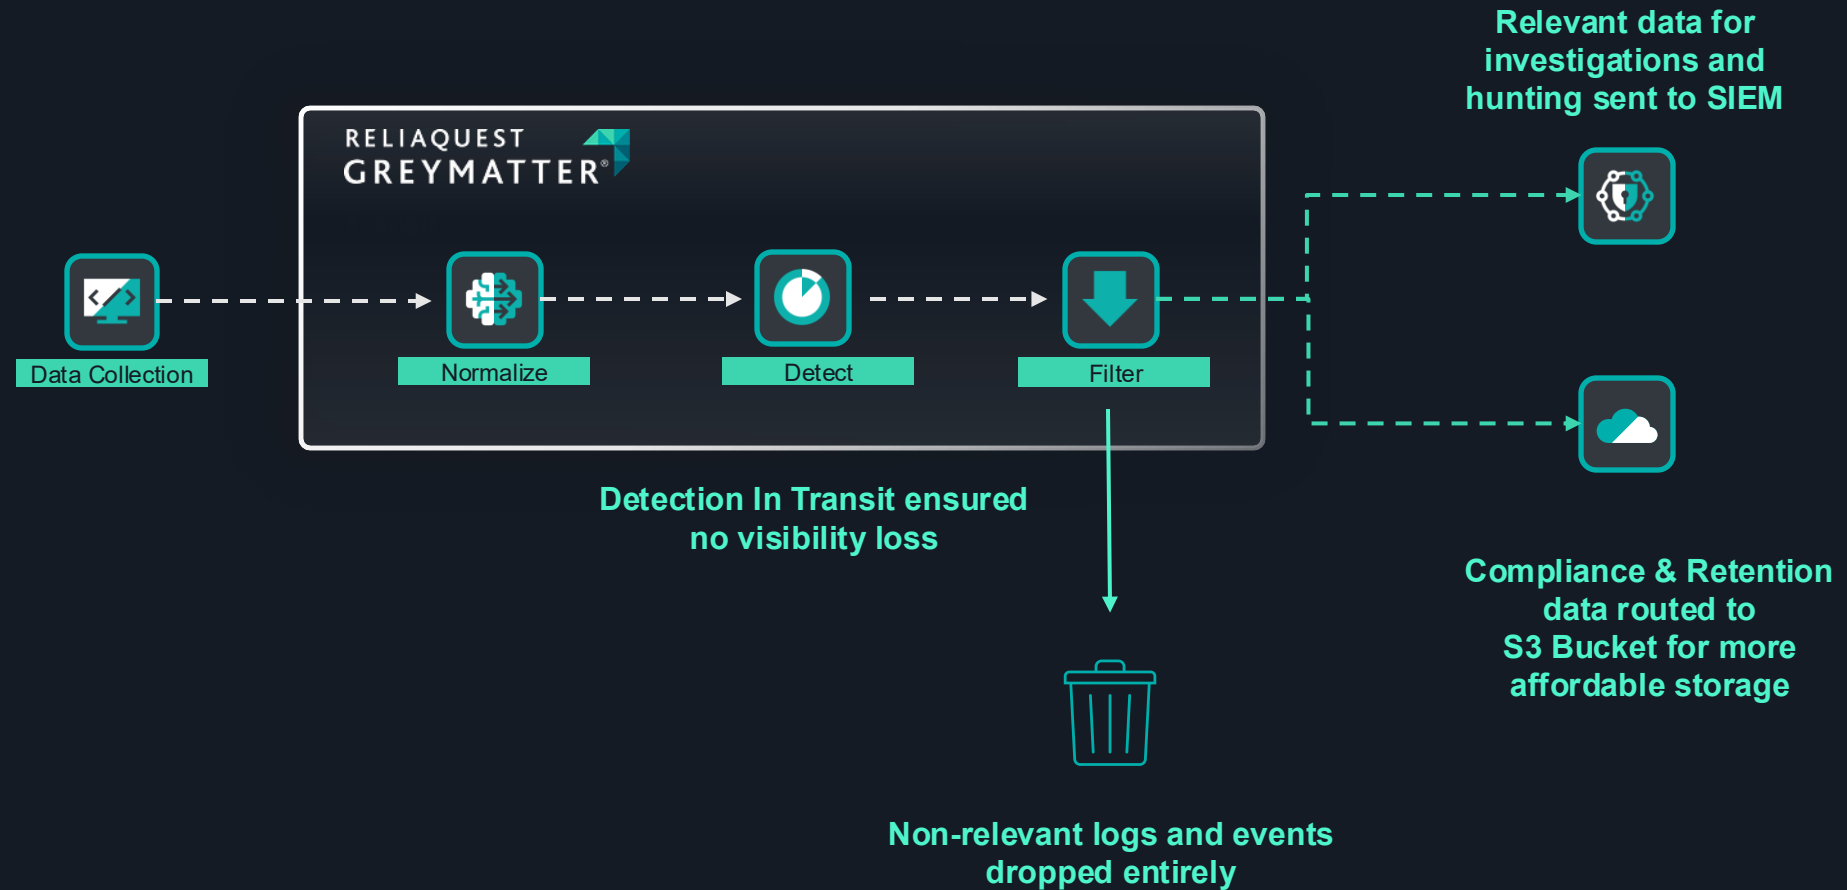 Relevant data for
investigations and
hunting sent to SIEM
RELIAQUEST
GREYMATTER®
Data Collection
Normalize
Detect
Filter
Detection In Transit ensured
no visibility loss
Compliance & Retention
data routed to
S3 Bucket for more
affordable storage
Non-relevant logs and events
dropped entirely